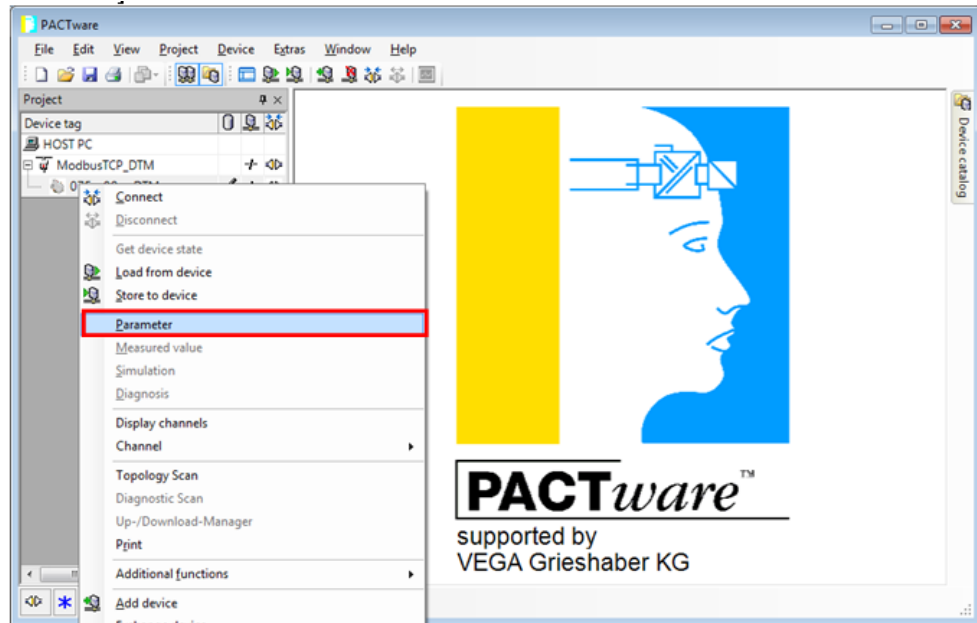 PACTware
File Edit View Project Device Extras Window Help
Project
Device tag
HOST PC
ModbusTCP_DTM
Connect
Disconnect
Get device state
Load from device
Store to device
Parameter
Measured value
Simulation
Diagnosis
Display channels
Channel
Topology Scan
Diagnostic Scan
Up-/Download-Manager
Print
Additional functions
Add device
Device catalog
PACTware™
supported by
VEGA Grieshaber KG